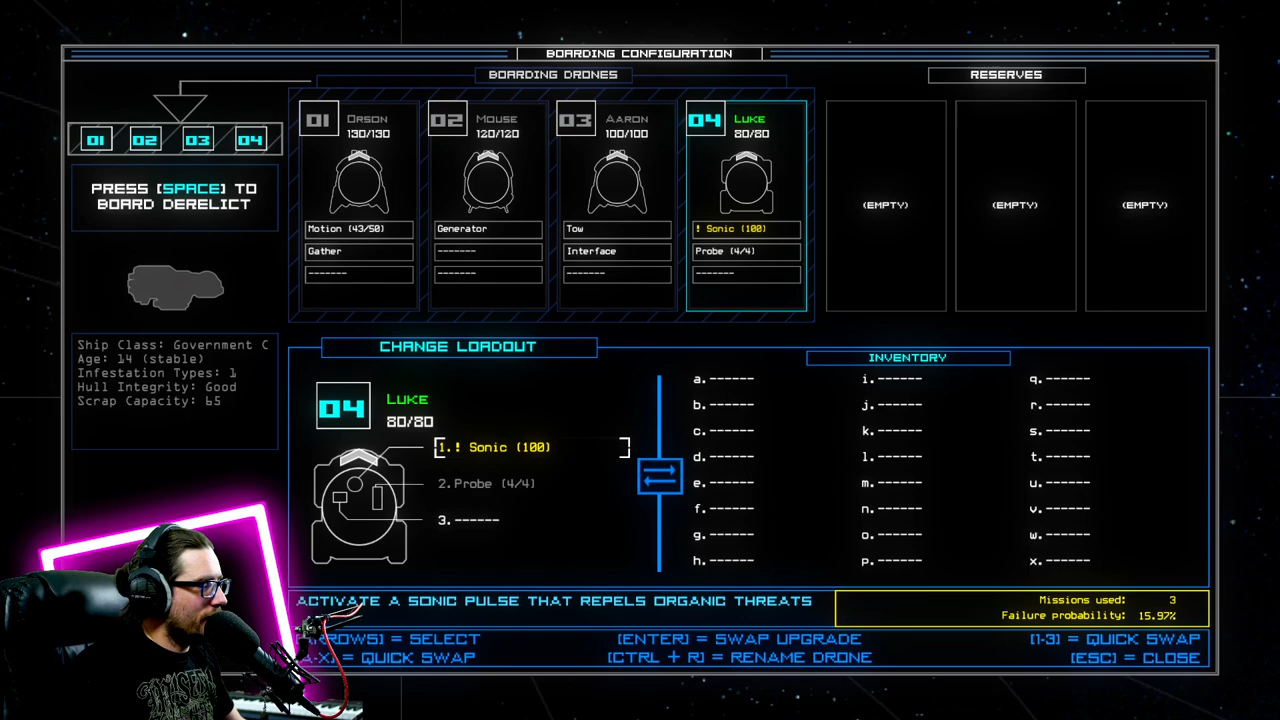 BOARDING CONFIGURATION
BOARDING DRONES
RESERVES
01 02 03 04
PRESS [SPACE] TO
BOARD DERELICT
01 ORSON
130/130
Motion (43/50)
Gather
-------
02 MOUSE
120/120
Generator
-------
-------
03 AARON
100/100
Tow
Interface
-------
04 LUKE
80/80
! Sonic (100)
Probe (4/4)
-------
(EMPTY)
(EMPTY)
(EMPTY)
Ship Class: Government C
Age: 14 (stable)
Infestation Types: 1
Hull Integrity: Good
Scrap Capacity: 65
CHANGE LOADOUT
04 LUKE
80/80
1.! Sonic (100)
2.Probe (4/4)
3.------
INVENTORY
a.------ i.------ q.------
b.------ j.------ r.------
c.------ k.------ s.------
d.------ l.------ t.------
e.------ m.------ u.------
f.------ n.------ v.------
g.------ o.------ w.------
h.------ p.------ x.------
ACTIVATE A SONIC PULSE THAT REPELS ORGANIC THREATS
Missions used: 3
Failure probability: 15.97%
= SELECT [ENTER] = SWAP UPGRADE [1-3] = QUICK SWAP
= QUICK SWAP [CTRL + R] = RENAME DRONE [ESC] = CLOSE